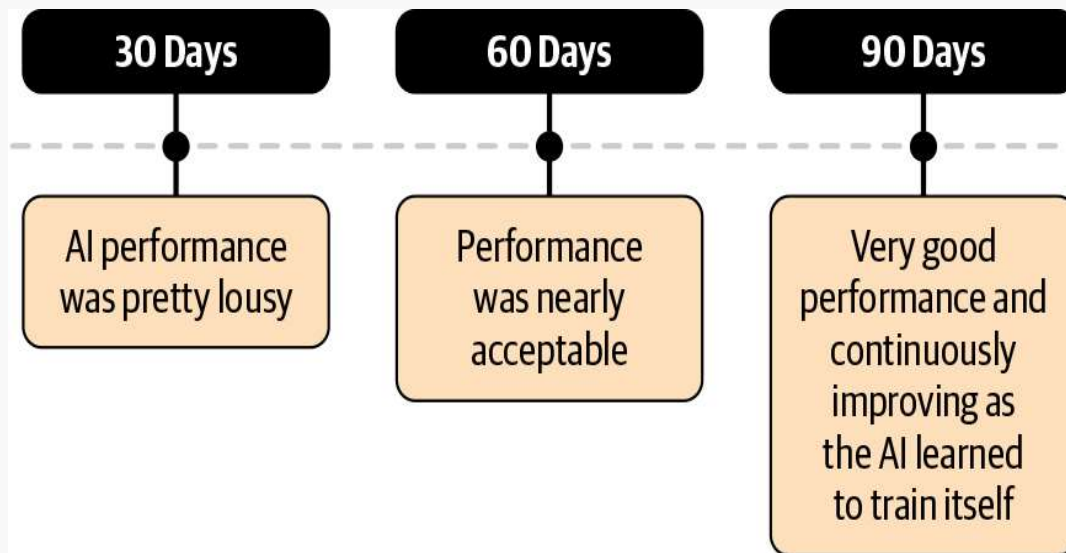 30 Days
AI performance
was pretty lousy
60 Days
Performance
was nearly
acceptable
90 Days
Very good
performance and
continuously
improving as
the AI learned
to train itself